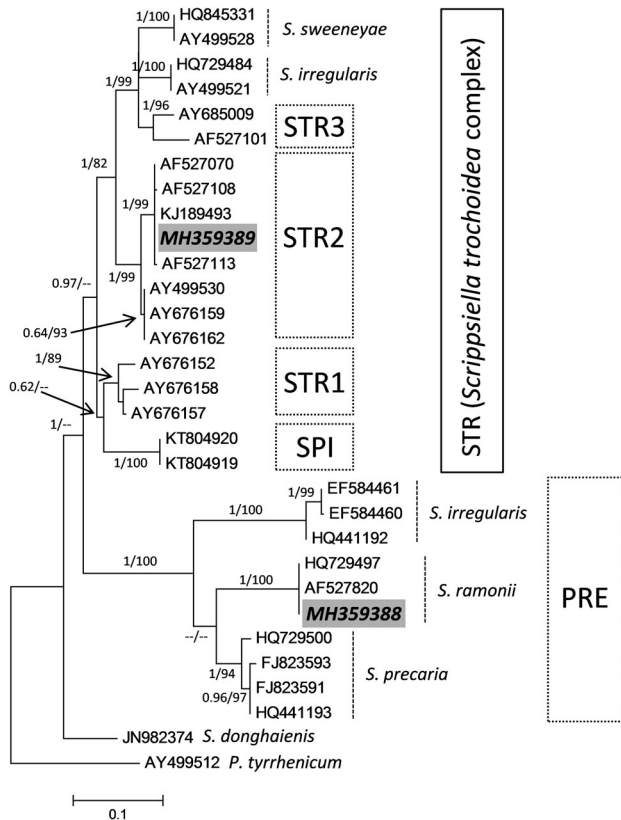 1/100
HQ845331
AY499528
S. sweeneyae
1/99
1/100
HQ729484
AY499521
S. irregularis
1/96
AY685009
AF527101
STR3
1/82
AF527070
AF527108
1/99
KJ189493
MH359389
AF527113
STR2
1/99
AY499530
AY676159
AY676162
0.97/--
0.64/93
1/89
AY676152
AY676158
AY676157
STR1
0.62/--
1/--
KT804920
KT804919
1/100
SPI
STR (Scrippsiella trochoidea complex)
1/99
EF584461
EF584460
HQ441192
S. irregularis
1/100
1/100
HQ729497
AF527820
MH359388
S. ramonii
1/100
--/--
HQ729500
FJ823593
FJ823591
HQ441193
S. precaria
1/94
0.96/97
PRE
JN982374 S. donghaienis
AY499512 P. tyrrhenicum
0.1